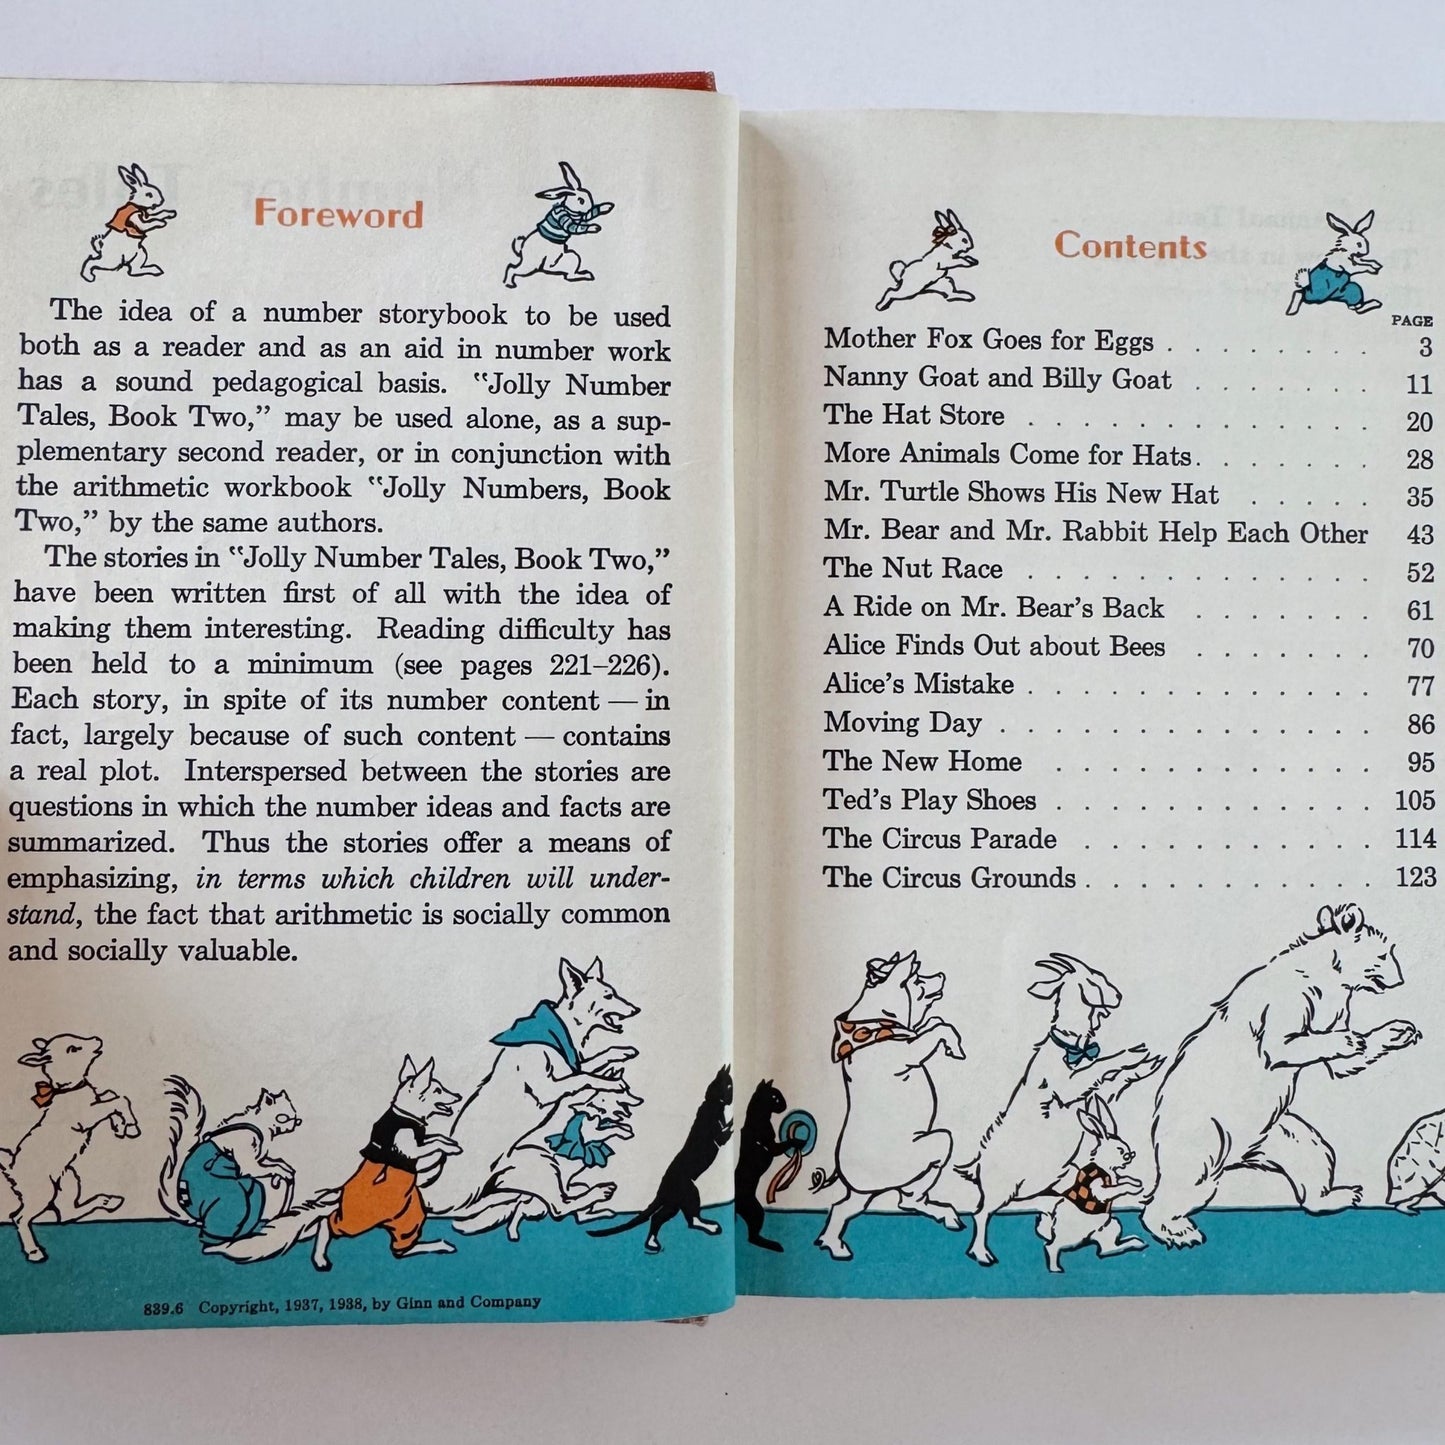 Foreword
The idea of a number storybook to be used
both as a reader and as an aid in number work
has a sound pedagogical basis. "Jolly Number
Tales, Book Two," may be used alone, as a sup-
plementary second reader, or in conjunction with
the arithmetic workbook "Jolly Numbers, Book
Two," by the same authors.
The stories in "Jolly Number Tales, Book Two,"
have been written first of all with the idea of
making them interesting. Reading difficulty has
been held to a minimum (see pages 221–226).
Each story, in spite of its number content — in
fact, largely because of such content — contains
a real plot. Interspersed between the stories are
questions in which the number ideas and facts are
summarized. Thus the stories offer a means of
emphasizing, in terms which children will under-
stand, the fact that arithmetic is socially common
and socially valuable.
839.6 Copyright, 1937, 1938, by Ginn and Company
Contents
PAGE
Mother Fox Goes for Eggs . . . . . . . . 3
Nanny Goat and Billy Goat . . . . . . . 11
The Hat Store . . . . . . . . . . . . . 20
More Animals Come for Hats . . . . . . . 28
Mr. Turtle Shows His New Hat . . . . . 35
Mr. Bear and Mr. Rabbit Help Each Other 43
The Nut Race . . . . . . . . . . . . . 52
A Ride on Mr. Bear's Back . . . . . . . 61
Alice Finds Out about Bees . . . . . . . 70
Alice's Mistake . . . . . . . . . . . . . 77
Moving Day . . . . . . . . . . . . . . 86
The New Home . . . . . . . . . . . . 95
Ted's Play Shoes . . . . . . . . . . . . 105
The Circus Parade . . . . . . . . . . . . 114
The Circus Grounds . . . . . . . . . . . 123